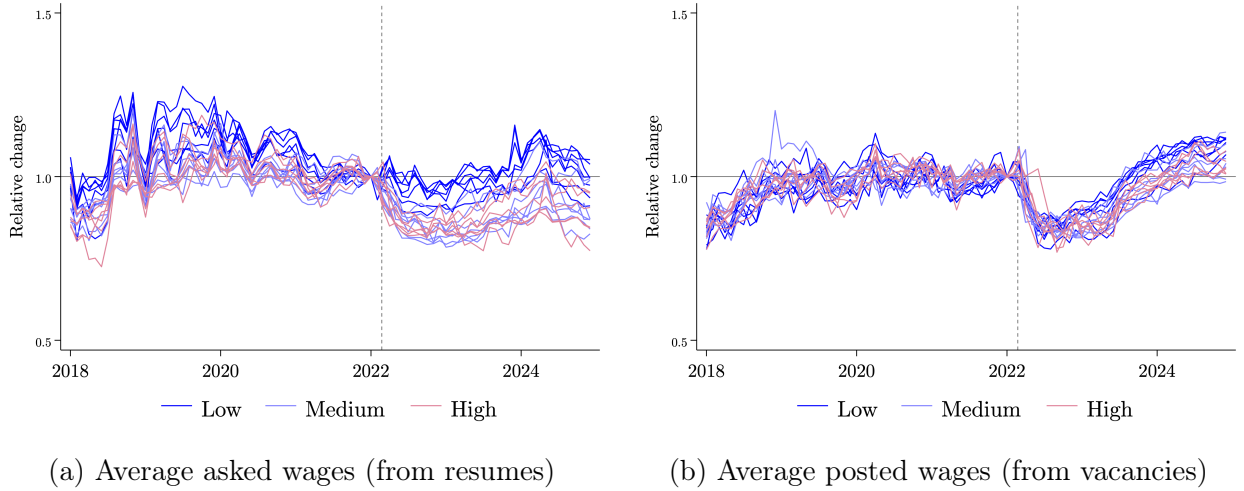 1.5
1.0
0.5
Relative change
2018
2020
2022
2024
Low
Medium
High
(a) Average asked wages (from resumes)
1.5
1.0
0.5
Relative change
2018
2020
2022
2024
Low
Medium
High
(b) Average posted wages (from vacancies)